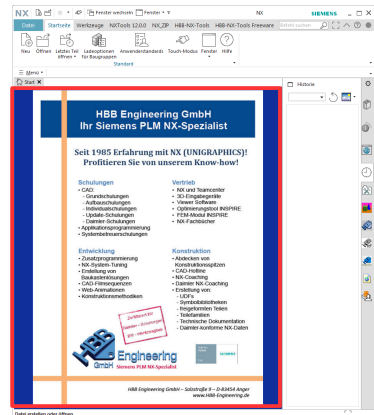 NX
Fenster wechseln
Fenster
NX
SIEMENS
Datei
Startseite
Werkzeuge
NXTools 12.0.0
NX_ZIP
HBB-NX-Tools
HBB-NX-Tools Freeware
Neu
Öffnen
Letzten Teil öffnen
Ladeoptionen für Baugruppen
Anwenderstandards
Touch-Modus
Fenster
Hilfe
Standard
Menü
Start
Historie
HBB Engineering GmbH
Ihr Siemens PLM NX-Spezialist
Seit 1985 Erfahrung mit NX (UNIGRAPHICS)!
Profitieren Sie von unserem Know-how!
Schulungen
• CAD:
- Grundschulungen
- Aufbauschulungen
- Individualschulungen
- Update-Schulungen
- Daimler-Schulungen
• Applikationsprogrammierung
• Systembetreuerschulungen
Vertrieb
• NX und Teamcenter
• 3D-Eingabegeräte
• Viewer Software
• Optimierungstool INSPIRE
• FEM-Modul INSPIRE
• NX-Fachbücher
Entwicklung
• Zusatzprogrammierung
• NX-System-Tuning
• Erstellung von
Baukastenlösungen
• CAD-Filmsequenzen
• Web-Animationen
• Konstruktionsmethodiken
Konstruktion
• Abdecken von
Konstruktionsspitzen
• CAD-Hotline
• NX-Coaching
• Daimler NX-Coaching
• Erstellung von:
- UDFs
- Symbolbibliotheken
- freigeformten Teilen
- Teilefamilien
- Technische Dokumentation
- Daimler-konforme NX-Daten
HBB
Engineering
GmbH
Siemens PLM NX-Spezialist
SIEMENS
HBB Engineering GmbH – Salzstraße 9 – D-83454 Anger
www.HBB-Engineering.de
Datei erstellen oder öffnen